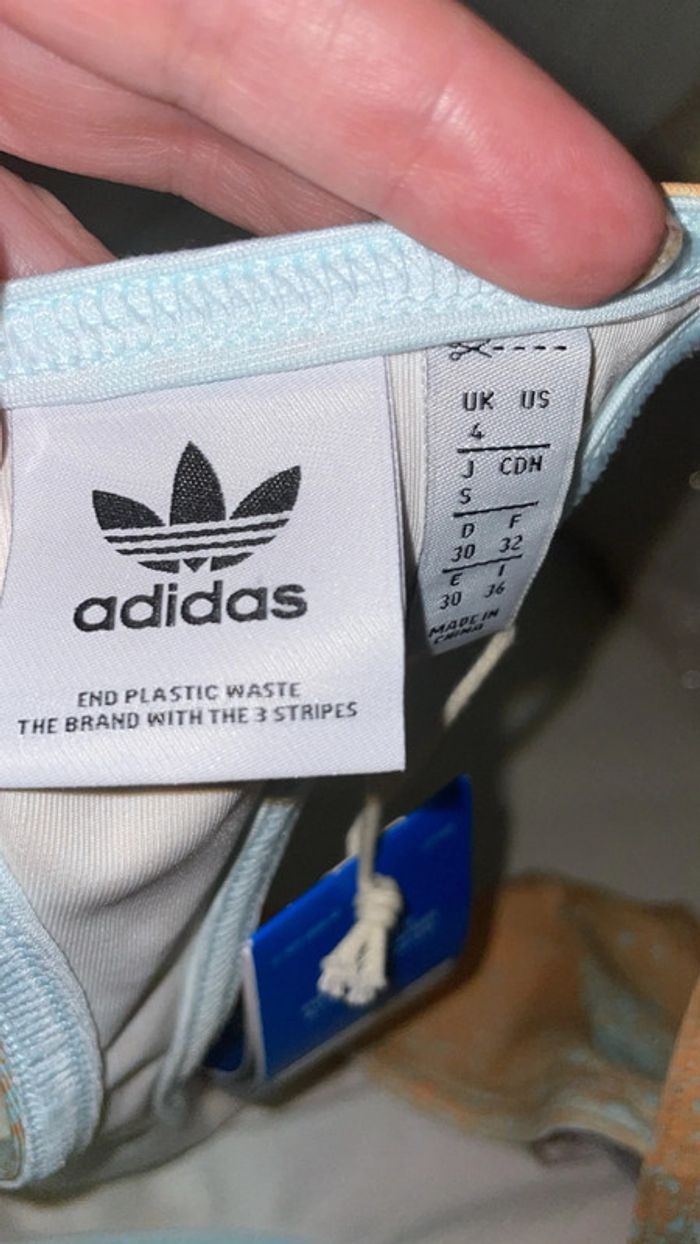 adidas
END PLASTIC WASTE
THE BRAND WITH THE 3 STRIPES
UK US
4
J CDN
S
D F
30 32
E I
30 36
MADE IN
CHINA